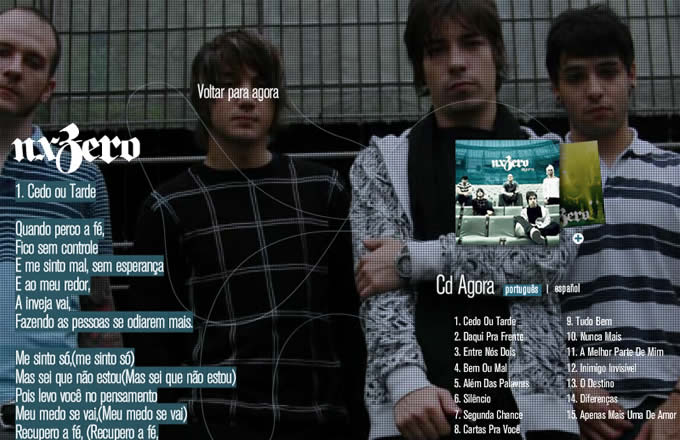 Voltar para agora
nxzero
1. Cedo ou Tarde
Quando perco a fé,
Fico sem controle
E me sinto mal, sem esperança
E ao meu redor,
A inveja vai,
Fazendo as pessoas se odiarem mais.
Me sinto só,(me sinto só)
Mas sei que não estou(Mas sei que não estou)
Pois levo você no pensamento
Meu medo se vai,(Meu medo se vai)
Recupero a fé, (Recupero a fé,
nxzero
zero
Cd Agora português | español
1. Cedo Ou Tarde
2. Daqui Pra Frente
3. Entre Nós Dois
4. Bem Ou Mal
5. Além Das Palavras
6. Silêncio
7. Segunda Chance
8. Cartas Pra Você
9. Tudo Bem
10. Nunca Mais
11. A Melhor Parte De Mim
12. Inimigo Invisível
13. O Destino
14. Diferenças
15. Apenas Mais Uma De Amor